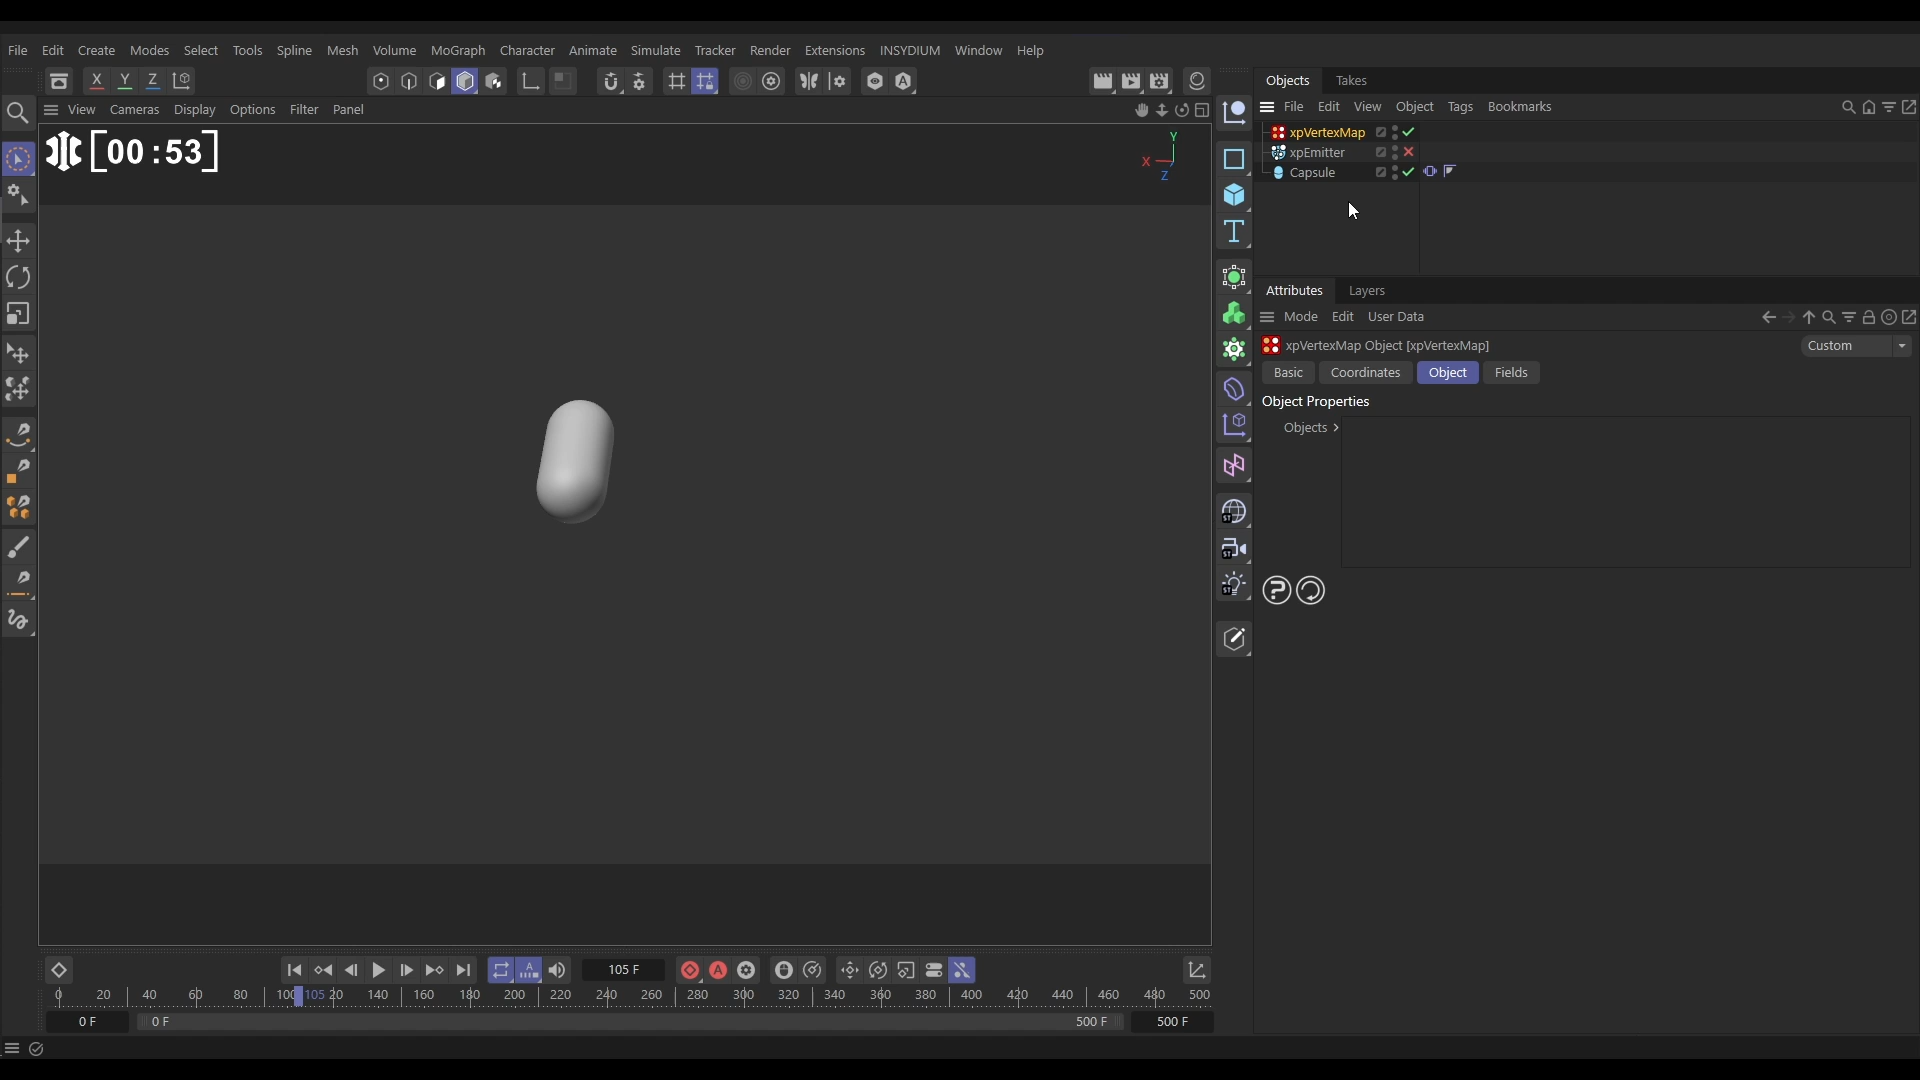 File Edit Create Modes Select Tools Spline Mesh Volume MoGraph Character Animate Simulate Tracker Render Extensions INSYDIUM Window Help
X Y Z
Objects Takes
View Cameras Display Options Filter Panel
File Edit View Object Tags Bookmarks
[00:53]
Y
X
Z
xpVertexMap
xpEmitter
Capsule
Attributes Layers
Mode Edit User Data
xpVertexMap Object [xpVertexMap]
Custom
Basic Coordinates Object Fields
Object Properties
Objects
105 F
0 20 40 60 80 100 105 20 140 160 180 200 220 240 260 280 300 320 340 360 380 400 420 440 460 480 500
0 F 0 F 500 F 500 F